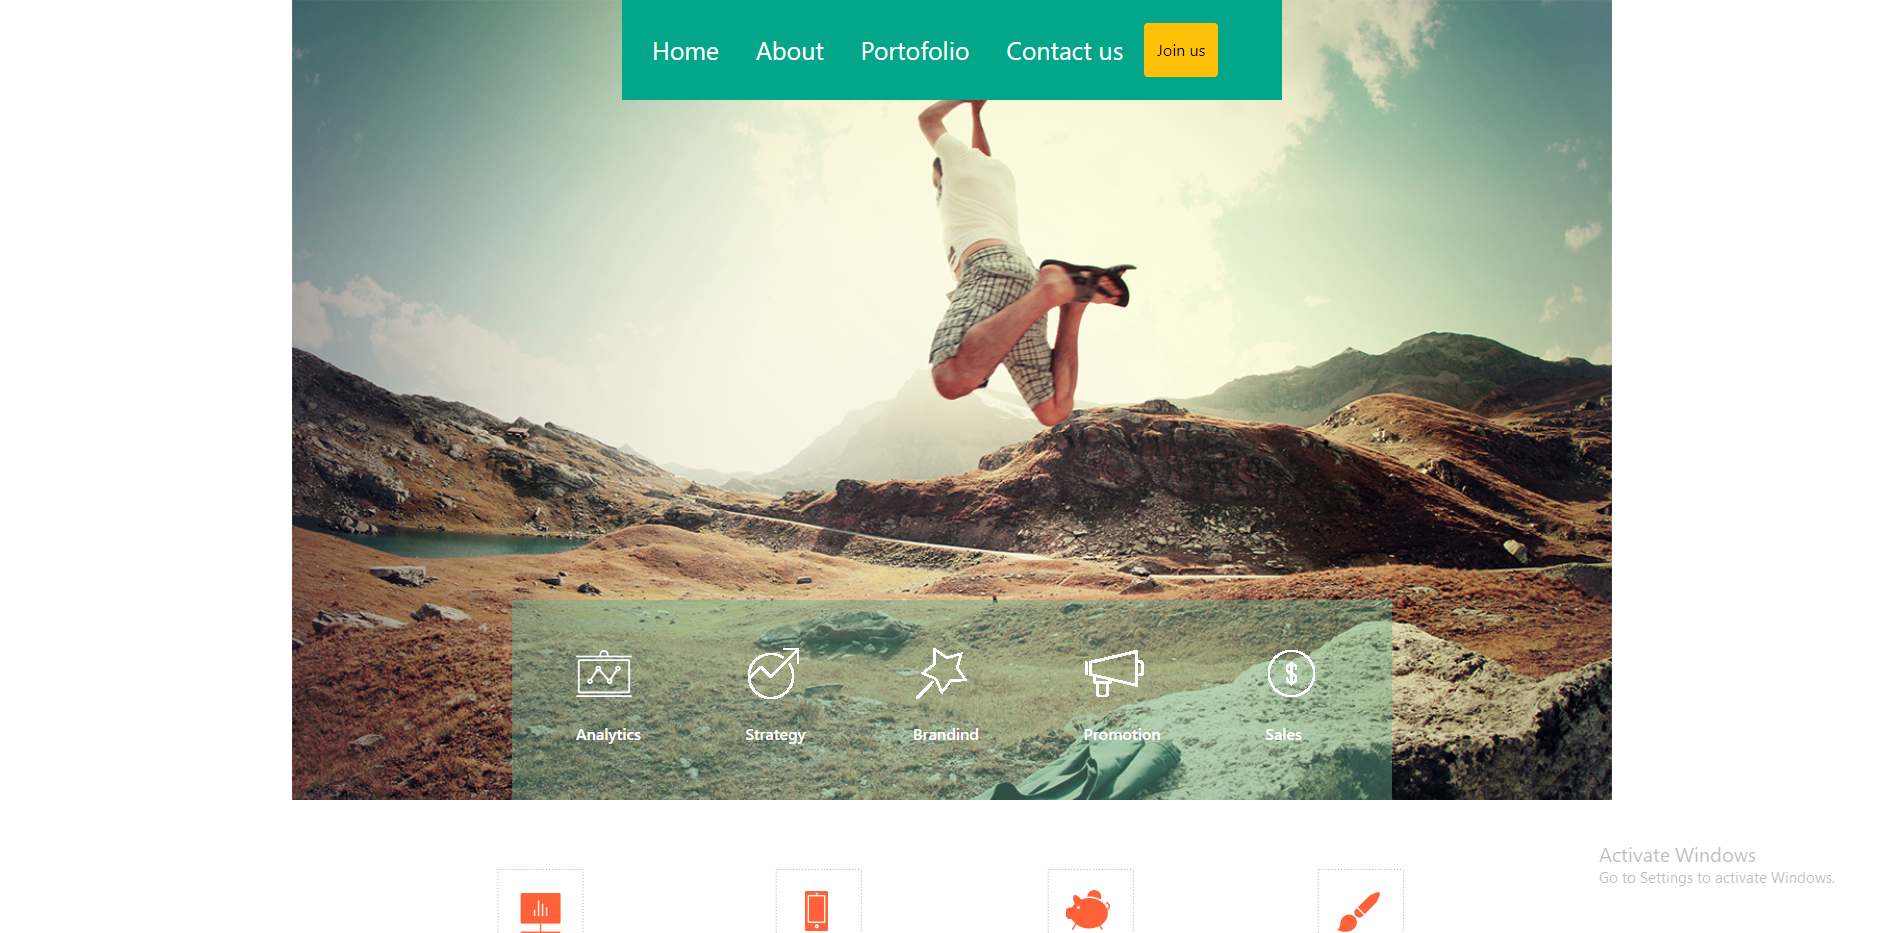 Home About Portofolio Contact us Join us
Analytics Strategy Brandind Promotion Sales
Activate Windows
Go to Settings to activate Windows.